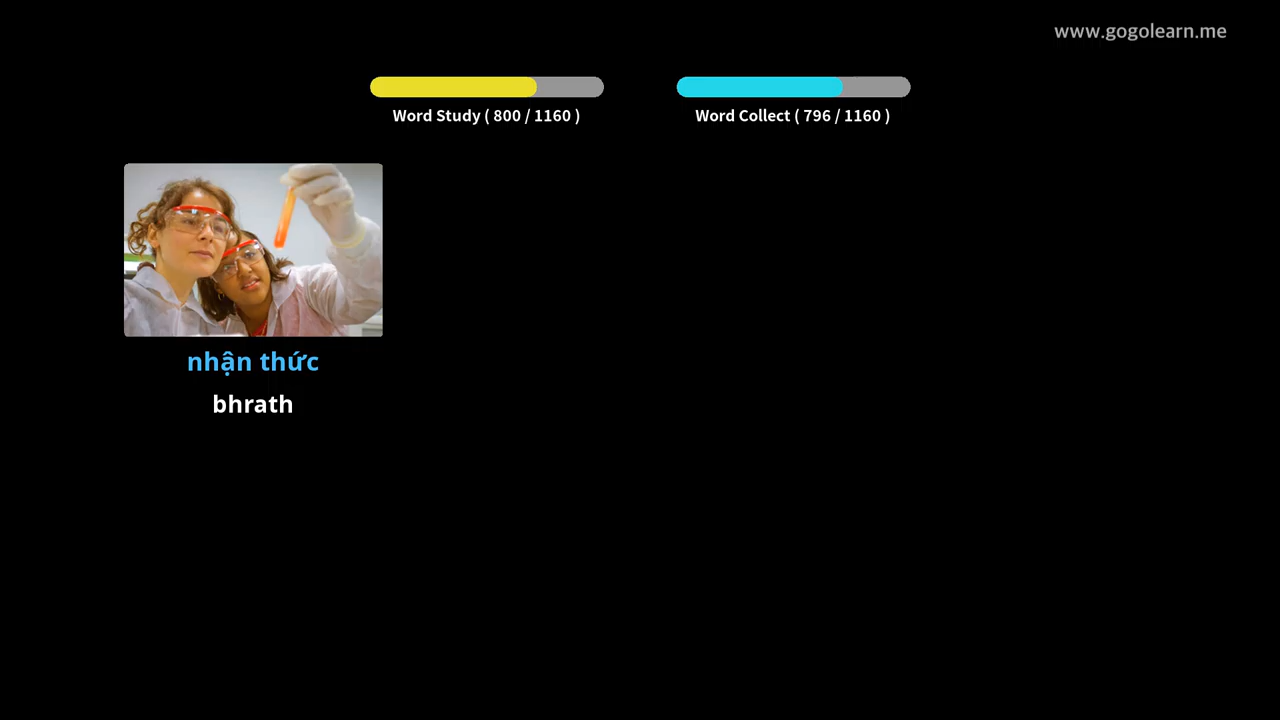 www.gogolearn.me
Word Study ( 800 / 1160 )
Word Collect ( 796 / 1160 )
nhận thức
bhrath